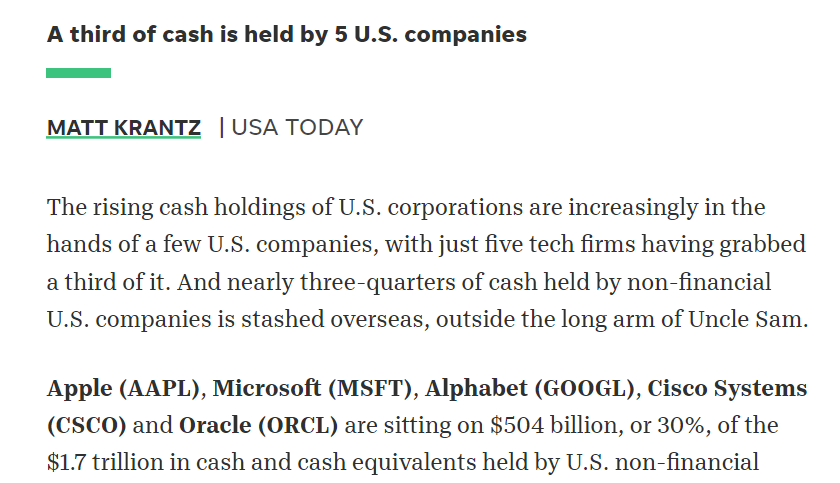 A third of cash is held by 5 U.S. companies
MATT KRANTZ | USA TODAY
The rising cash holdings of U.S. corporations are increasingly in the
hands of a few U.S. companies, with just five tech firms having grabbed
a third of it. And nearly three-quarters of cash held by non-financial
U.S. companies is stashed overseas, outside the long arm of Uncle Sam.
Apple (AAPL), Microsoft (MSFT), Alphabet (GOOGL), Cisco Systems
(CSCO) and Oracle (ORCL) are sitting on $504 billion, or 30%, of the
$1.7 trillion in cash and cash equivalents held by U.S. non-financial